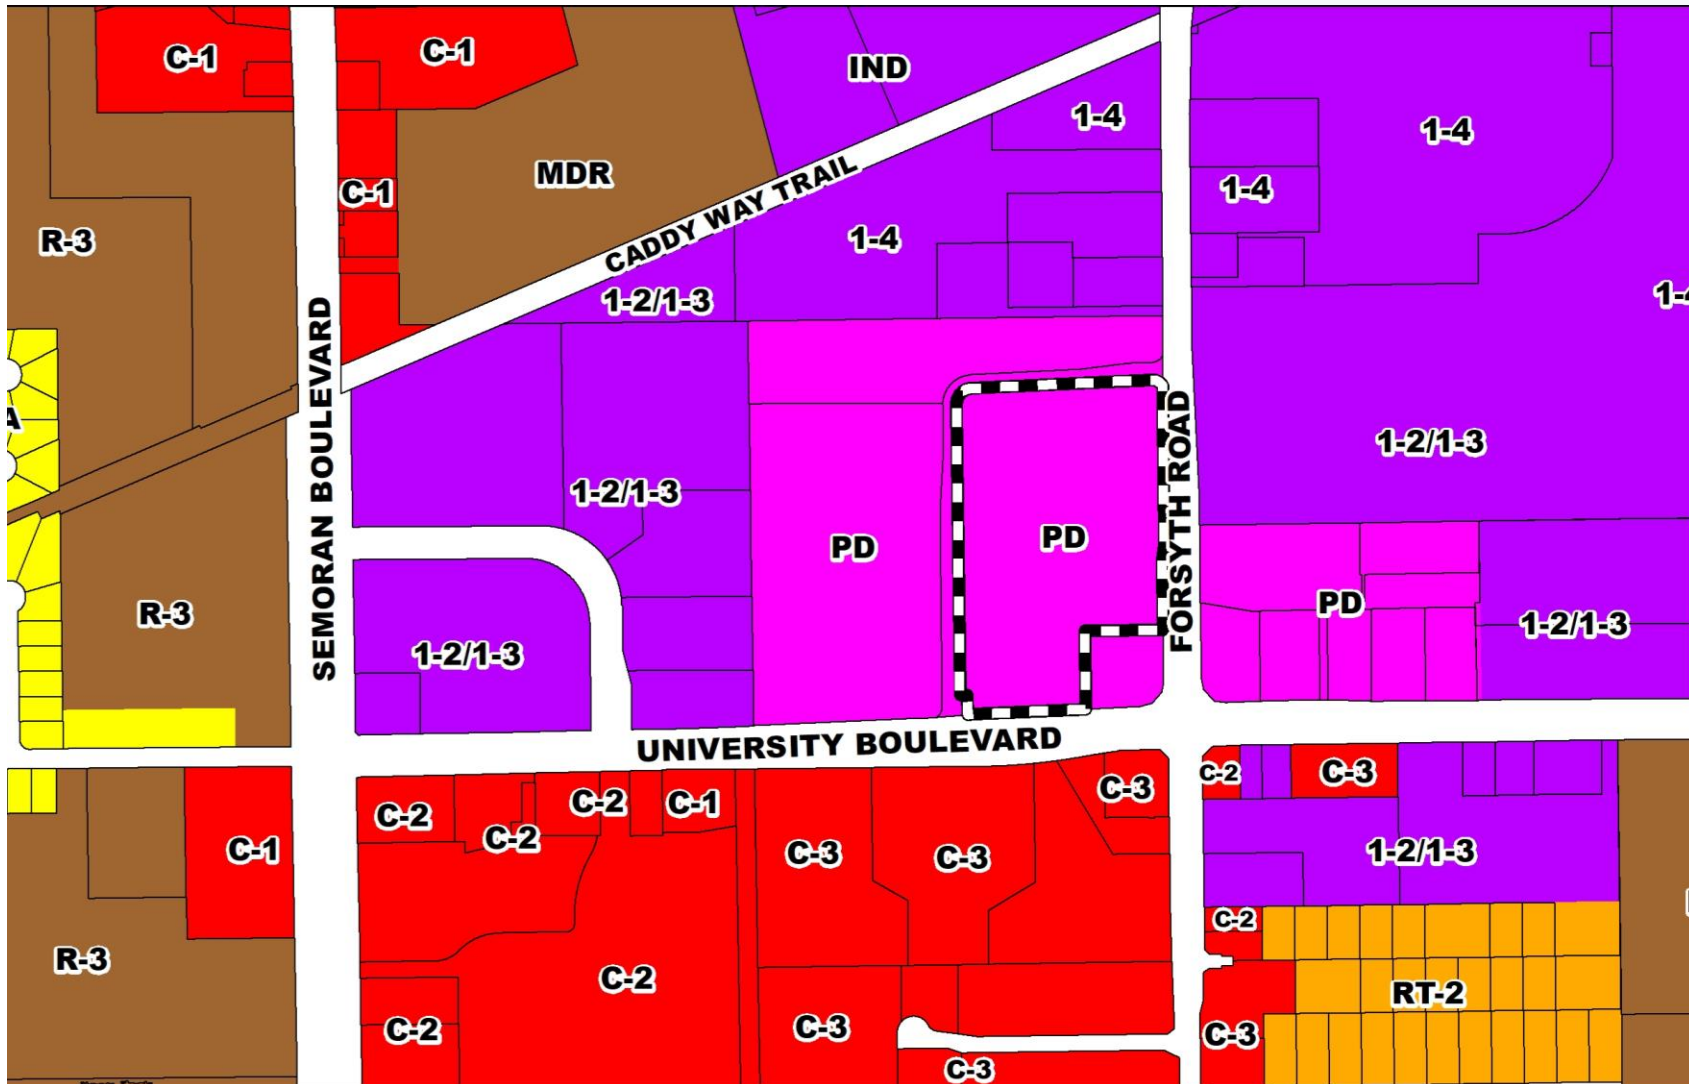 C-1
C-1
IND
1-4
1-4
MDR
C-1
1-4
R-3
CADDY WAY TRAIL
1-4
1-2/1-3
SEMORAN BOULEVARD
A
FORSYTH ROAD
1-2/1-3
1-2/1-3
PD
PD
R-3
PD
1-2/1-3
1-2/1-3
UNIVERSITY BOULEVARD
C-2
C-3
C-3
C-2
C-2
C-1
C-2
C-1
C-3
C-3
1-2/1-3
C-2
R-3
C-2
RT-2
C-2
C-3
C-3
C-3